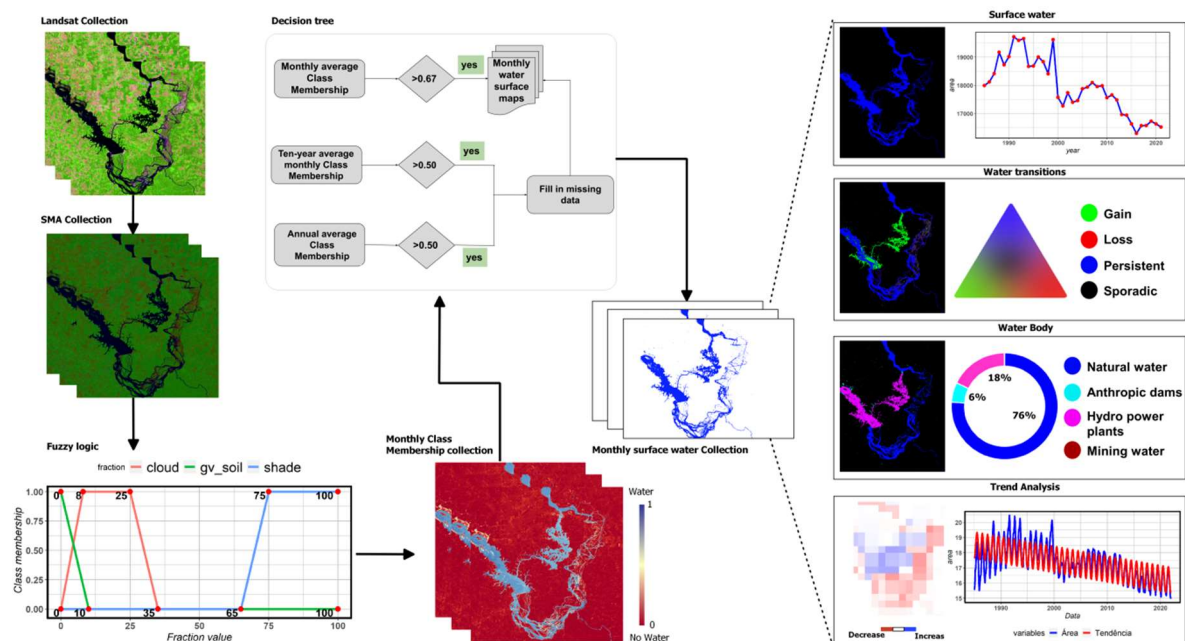 Landsat Collection
SMA Collection
Fuzzy logic
fraction cloud gv_soil shade
Class membership
1.00
0.75
0.50
0.25
0.00
0 8 25 75 100
0 10 35 65 100
0 25 50 75 100
Fraction value
Decision tree
Monthly average
Class
Membership
>0.67
yes
Monthly
water
surface
maps
Ten-year average
monthly Class
Membership
>0.50
yes
Fill in missing
data
Annual average
Class
Membership
>0.50
yes
Monthly Class
Membership collection
Water
1
0
No Water
Monthly surface water Collection
Surface water
area
19000
18000
17000
1990 2000 2010 2020
year
Water transitions
Gain
Loss
Persistent
Sporadic
Water Body
18%
6%
76%
Natural water
Anthropic dams
Hydro power
plants
Mining water
Trend Analysis
Decrease Increas
area
20
19
18
17
16
15
1990 2000 2010 2020
Data
variables Área Tendência